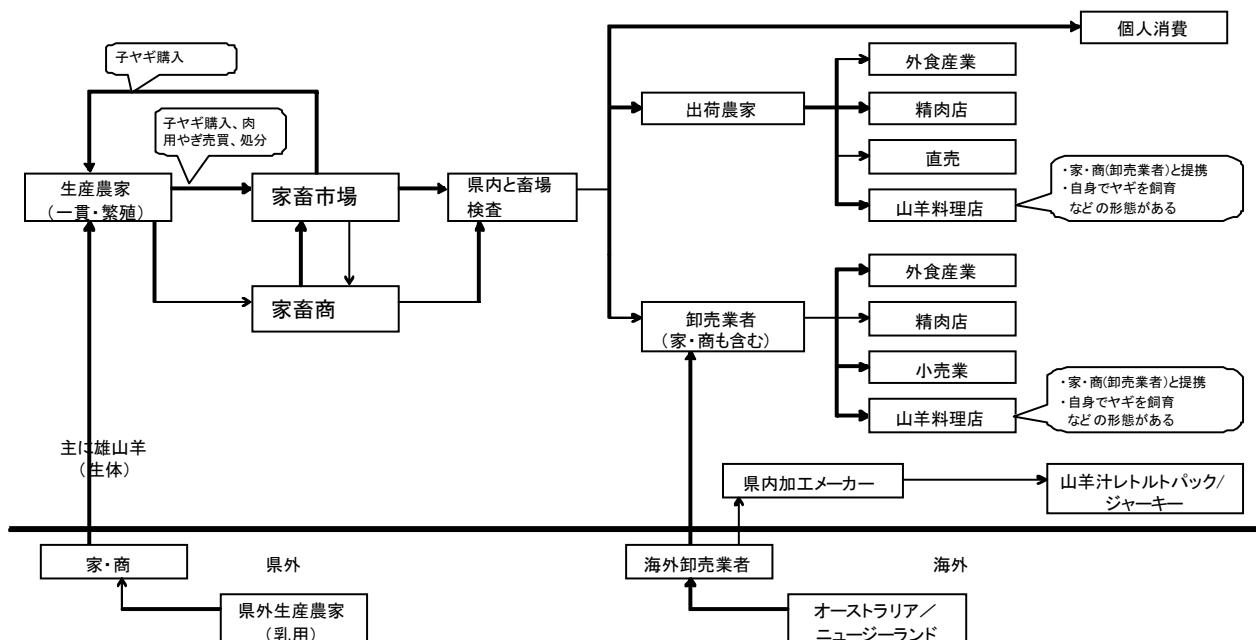 個人消費
子ヤギ購入
外食産業
子ヤギ購入、肉
用やぎ売買、処分
出荷農家
精肉店
直売
生産農家
（一貫・繁殖）
家畜市場
県内と畜場
検査
山羊料理店
・家・商(卸売業者)と提携
・自身でヤギを飼育
などの形態がある
家畜商
外食産業
卸売業者
（家・商も含む）
精肉店
小売業
山羊料理店
・家・商(卸売業者)と提携
・自身でヤギを飼育
などの形態がある
主に雄山羊
（生体）
県内加工メーカー
山羊汁レトルトパック/
ジャーキー
家・商
県外
海外卸売業者
海外
県外生産農家
（乳用）
オーストラリア／
ニュージーランド